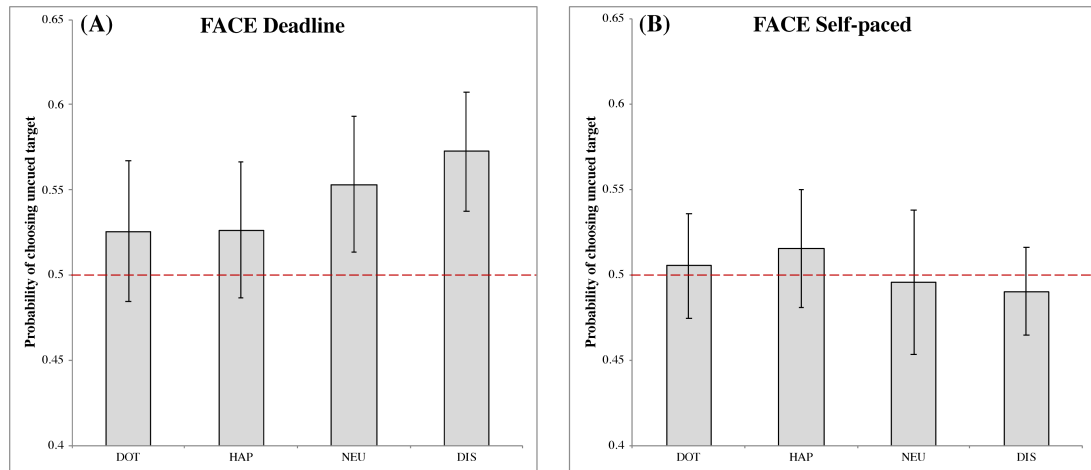 (A) FACE Deadline
Probability of choosing uncued target
0.65
0.6
0.55
0.5
0.45
0.4
DOT HAP NEU DIS
(B) FACE Self-paced
Probability of choosing uncued target
0.65
0.6
0.55
0.5
0.45
0.4
DOT HAP NEU DIS